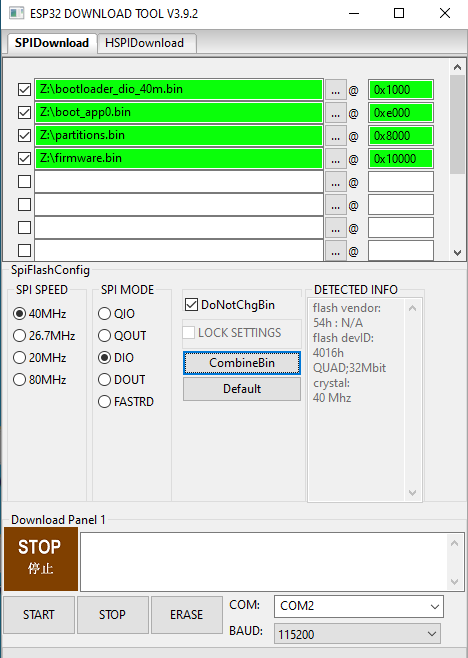 ESP32 DOWNLOAD TOOL V3.9.2
SPIDownload HSPIDownload
Z:\bootloader_dio_40m.bin ... @ 0x1000
Z:\boot_app0.bin ... @ 0xe000
Z:\partitions.bin ... @ 0x8000
Z:\firmware.bin ... @ 0x10000
... @
... @
... @
... @
SpiFlashConfig
SPI SPEED
40MHz
26.7MHz
20MHz
80MHz
SPI MODE
QIO
QOUT
DIO
DOUT
FASTRD
DoNotChgBin
LOCK SETTINGS
CombineBin
Default
DETECTED INFO
flash vendor:
54h : N/A
flash devID:
4016h
QUAD;32Mbit
crystal:
40 Mhz
Download Panel 1
STOP
停止
START STOP ERASE
COM: COM2
BAUD: 115200